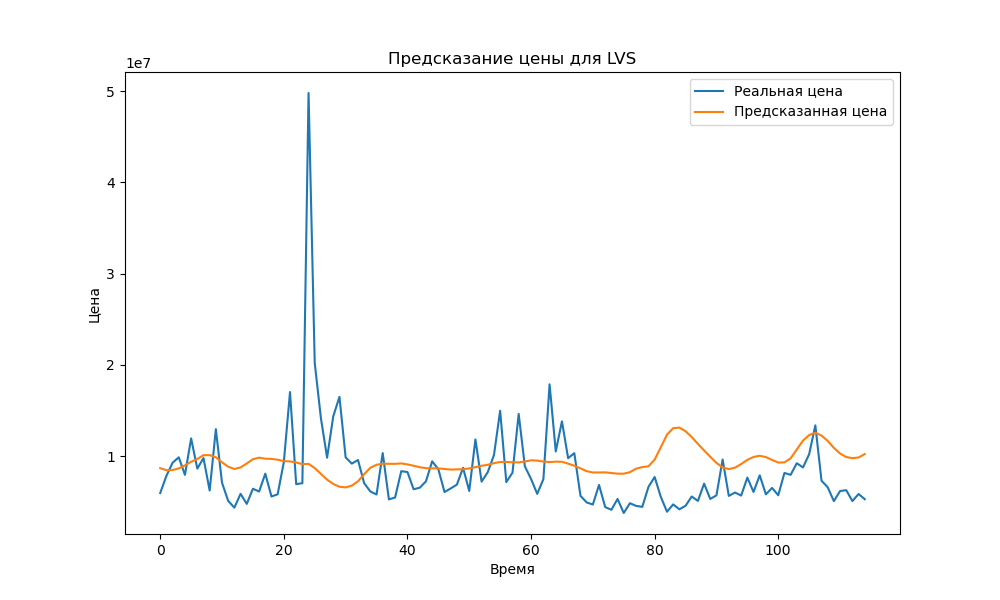 Предсказание цены для LVS
1e7
Реальная цена
Предсказанная цена
5
4
3
2
1
Цена
0 20 40 60 80 100
Время